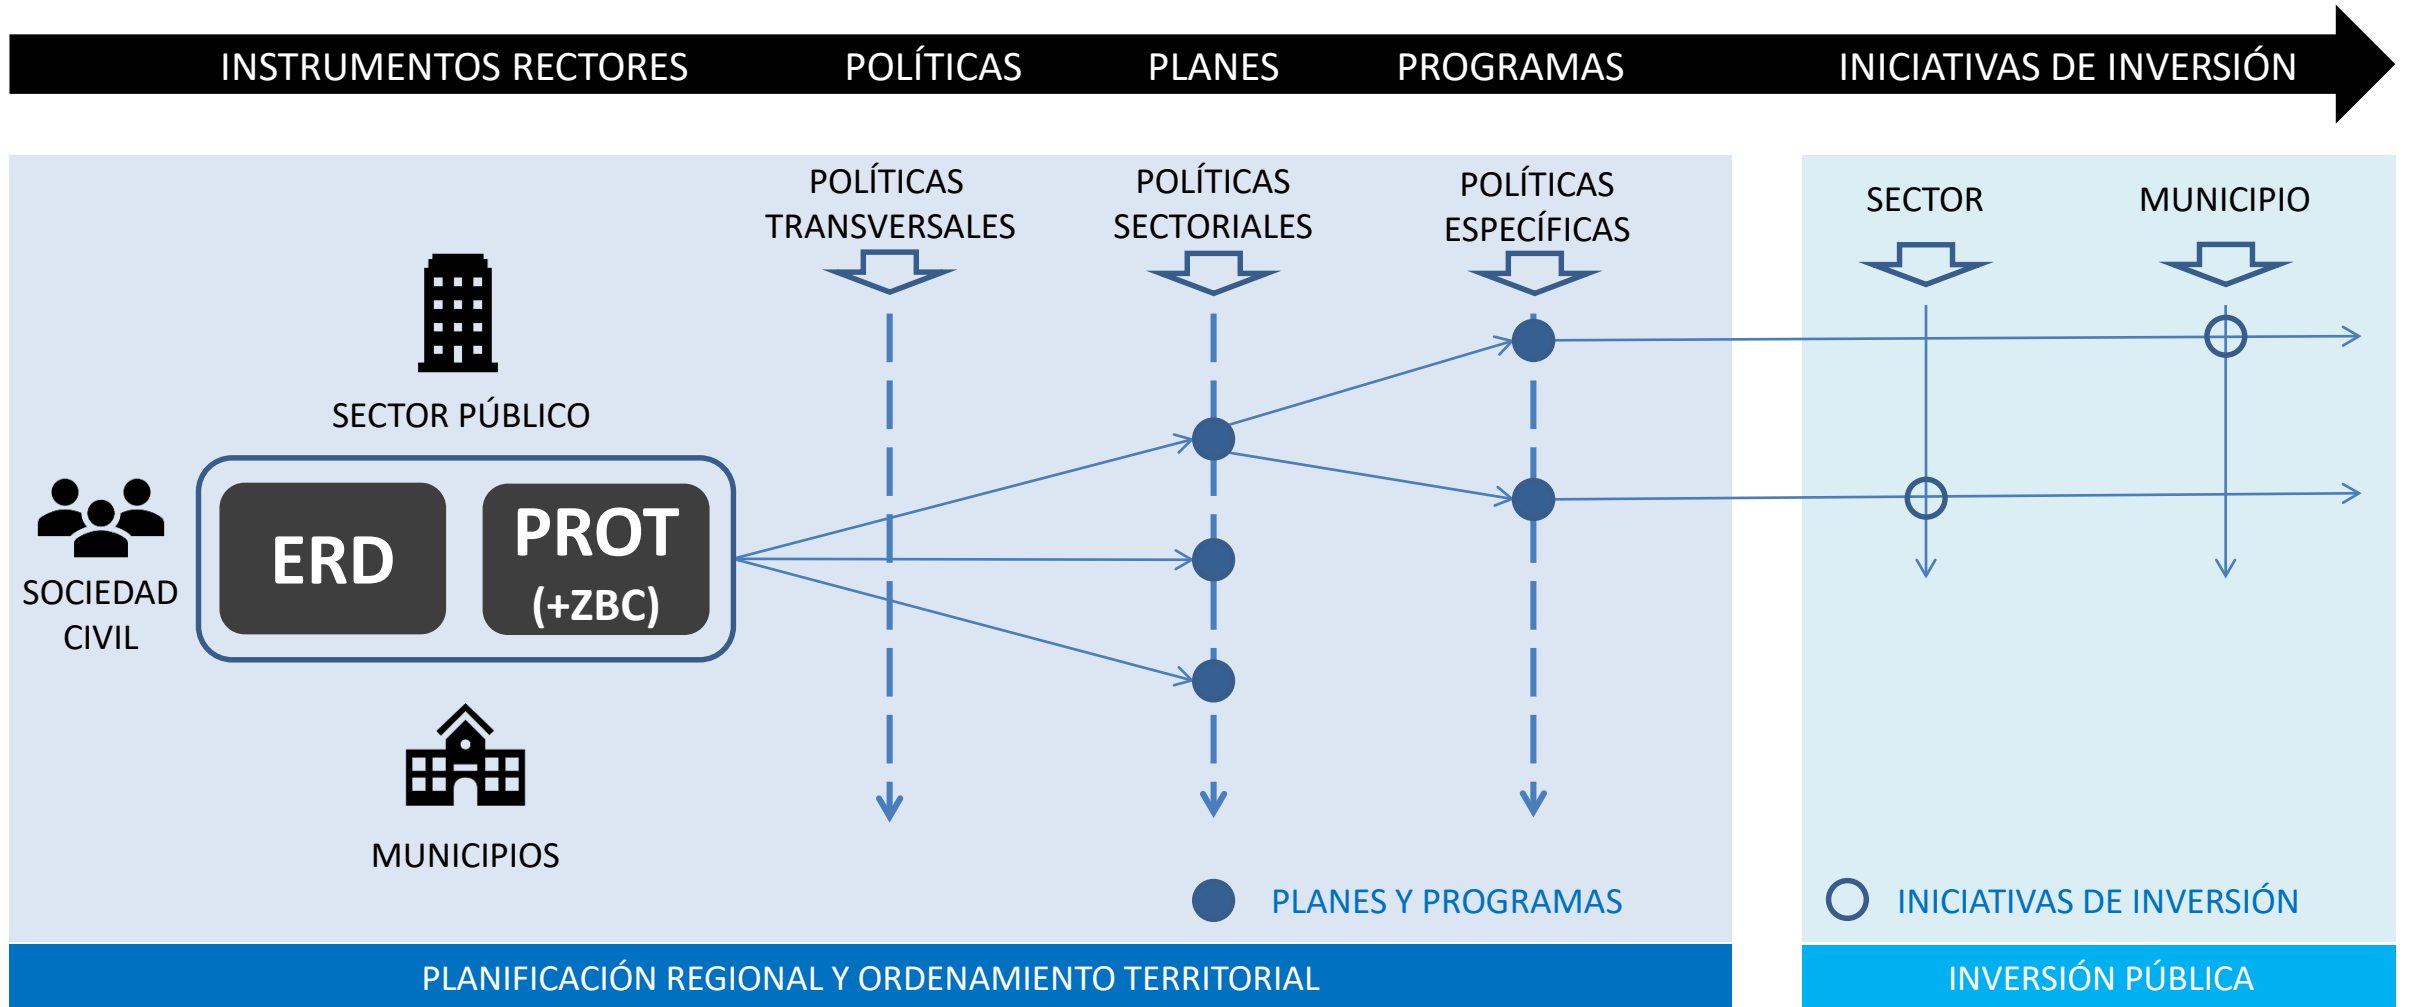 INSTRUMENTOS RECTORES
POLÍTICAS
PLANES
PROGRAMAS
INICIATIVAS DE INVERSIÓN
POLÍTICAS
TRANSVERSALES
POLÍTICAS
SECTORIALES
POLÍTICAS
ESPECÍFICAS
SECTOR
MUNICIPIO
SECTOR PÚBLICO
SOCIEDAD
CIVIL
ERD
PROT
(+ZBC)
MUNICIPIOS
PLANES Y PROGRAMAS
INICIATIVAS DE INVERSIÓN
PLANIFICACIÓN REGIONAL Y ORDENAMIENTO TERRITORIAL
INVERSIÓN PÚBLICA